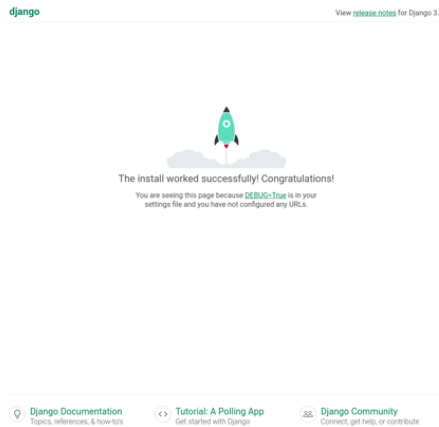 django
View release notes for Django 3.
The install worked successfully! Congratulations!
You are seeing this page because DEBUG=True is in your
settings file and you have not configured any URLs.
Django Documentation
Topics, references, & how-to's
Tutorial: A Polling App
Get started with Django
Django Community
Connect, get help, or contribute